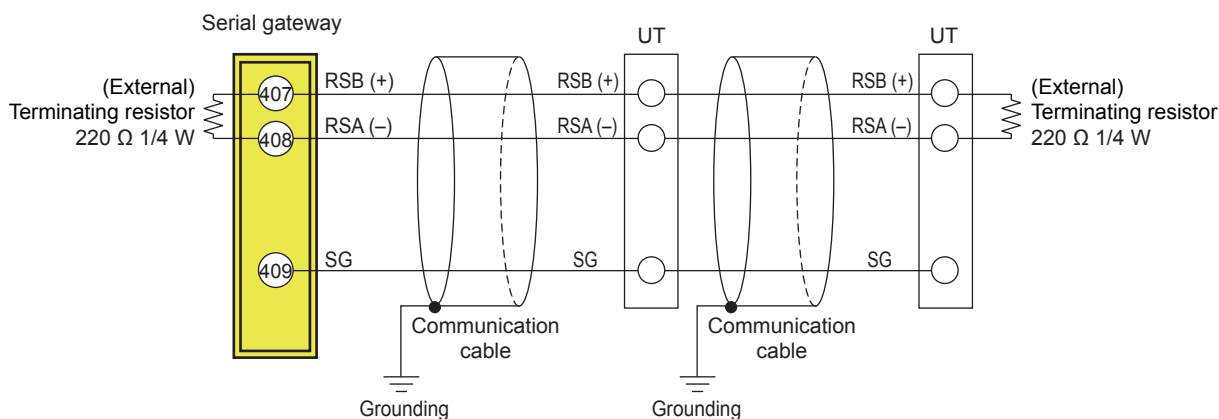 Serial gateway
UT
UT
(External)
Terminating resistor
220 Ω 1/4 W
407
RSB (+)
RSB (+)
RSB (+)
(External)
Terminating resistor
220 Ω 1/4 W
408
RSA (–)
RSA (–)
RSA (–)
409
SG
SG
SG
Communication
cable
Communication
cable
Grounding
Grounding